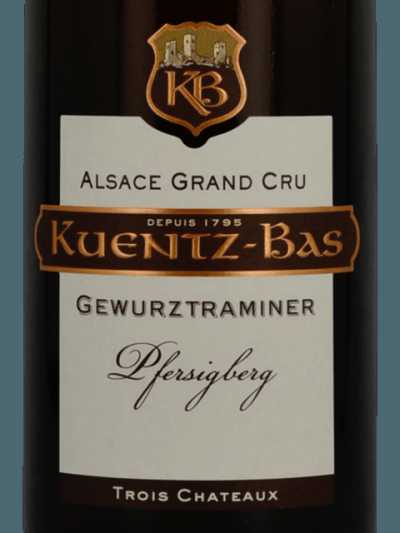 KB
ALSACE GRAND CRU
DEPUIS 1795
KUENTZ-BAS
GEWURZTRAMINER
Pfersigberg
TROIS CHATEAUX